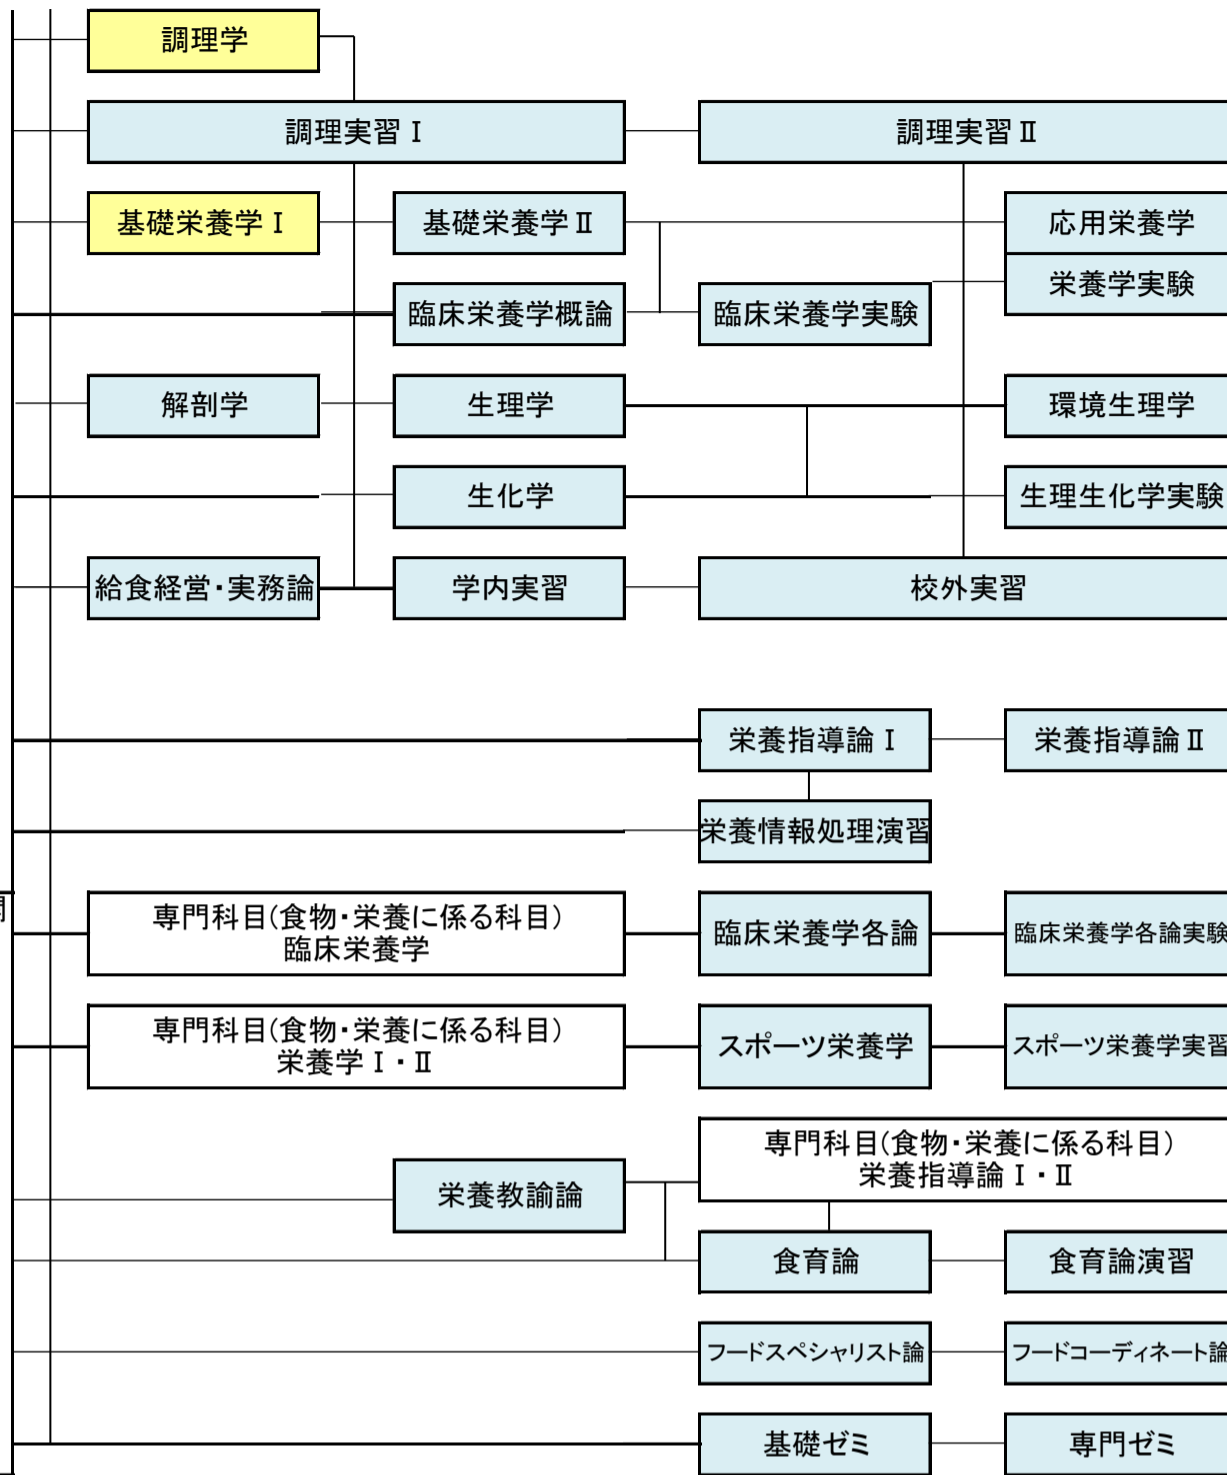 調理学
調理実習Ⅰ
調理実習Ⅱ
基礎栄養学Ⅰ
基礎栄養学Ⅱ
応用栄養学
栄養学実験
臨床栄養学概論
臨床栄養学実験
解剖学
生理学
環境生理学
生化学
生理生化学実験
給食経営・実務論
学内実習
校外実習
栄養指導論Ⅰ
栄養指導論Ⅱ
栄養情報処理演習
専門科目(食物・栄養に係る科目)
臨床栄養学
臨床栄養学各論
臨床栄養学各論実験
専門科目(食物・栄養に係る科目)
栄養学Ⅰ・Ⅱ
スポーツ栄養学
スポーツ栄養学実習
専門科目(食物・栄養に係る科目)
栄養指導論Ⅰ・Ⅱ
栄養教諭論
食育論
食育論演習
フードスペシャリスト論
フードコーディネート論
基礎ゼミ
専門ゼミ